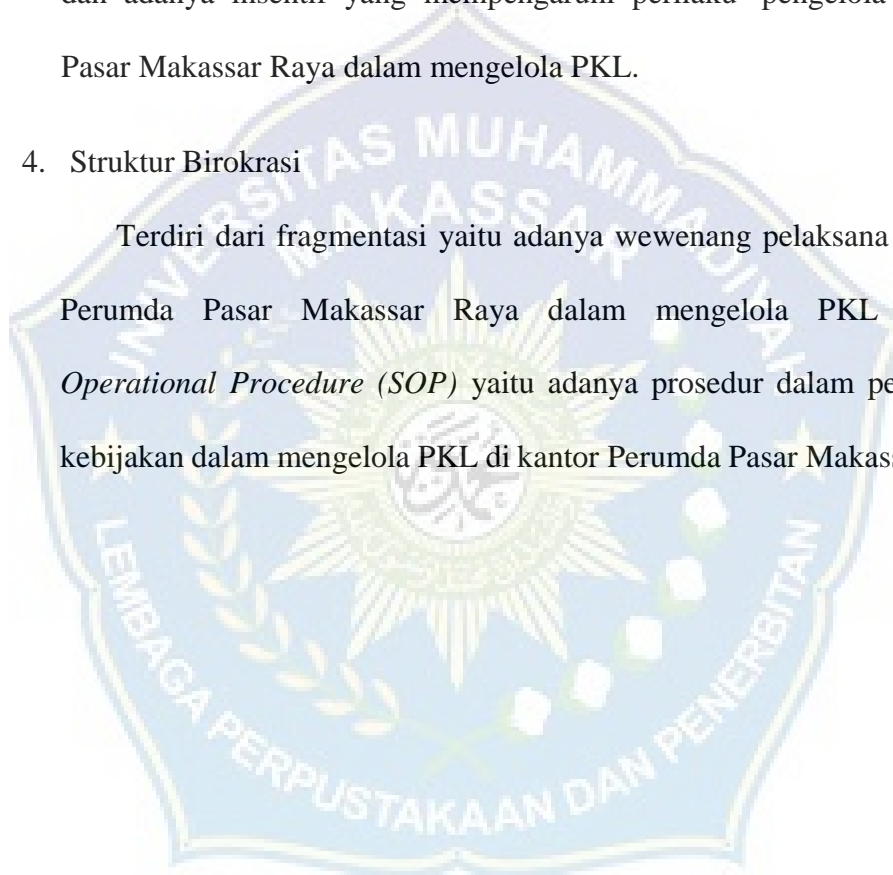 dan adanya insentif yang mempengaruhi perilaku pengelola
Pasar Makassar Raya dalam mengelola PKL.
4. Struktur Birokrasi
Terdiri dari fragmentasi yaitu adanya wewenang pelaksana
Perumda Pasar Makassar Raya dalam mengelola PKL
Operational Procedure (SOP) yaitu adanya prosedur dalam pe
kebijakan dalam mengelola PKL di kantor Perumda Pasar Makass
UNIVERSITAS MUHAMMADIYAH
MAKASSAR
LEMBAGA PERPUSTAKAAN DAN PENERBITAN